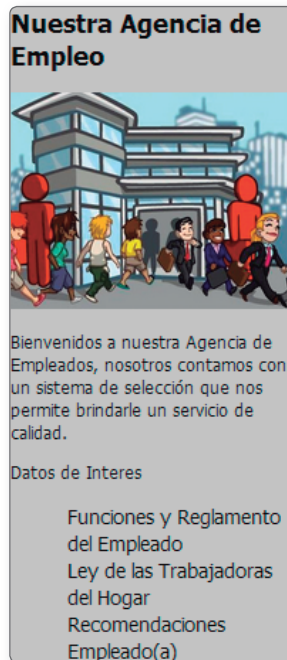 Nuestra Agencia de
Empleo
Bienvenidos a nuestra Agencia de
Empleados, nosotros contamos con
un sistema de selección que nos
permite brindarle un servicio de
calidad.
Datos de Interes
Funciones y Reglamento
del Empleado
Ley de las Trabajadoras
del Hogar
Recomendaciones
Empleado(a)